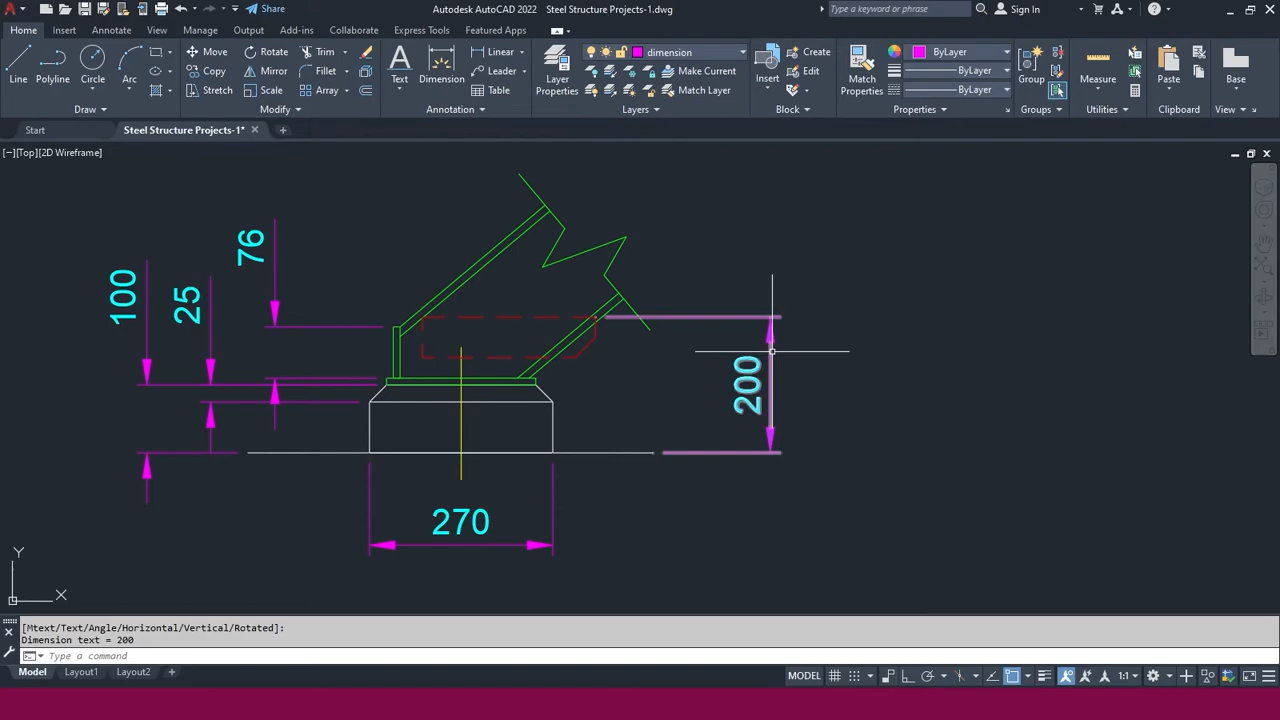 Share
Autodesk AutoCAD 2022 Steel Structure Projects-1.dwg
Type a keyword or phrase
Sign In
Home Insert Annotate View Manage Output Add-ins Collaborate Express Tools Featured Apps
Line
Polyline
Circle
Arc
Draw
Move
Copy
Stretch
Rotate
Mirror
Scale
Trim
Fillet
Array
Modify
Text
Dimension
Linear
Leader
Table
Annotation
Layer
Properties
dimension
Make Current
Match Layer
Layers
Insert
Create
Edit
Block
Match
Properties
ByLayer
ByLayer
ByLayer
Properties
Group
Groups
Measure
Utilities
Paste
Clipboard
Base
View
Start
Steel Structure Projects-1*
[−][Top][2D Wireframe]
76
100
25
200
270
Y
X
[Mtext/Text/Angle/Horizontal/Vertical/Rotated]:
Dimension text = 200
Type a command
Model Layout1 Layout2
MODEL
1:1